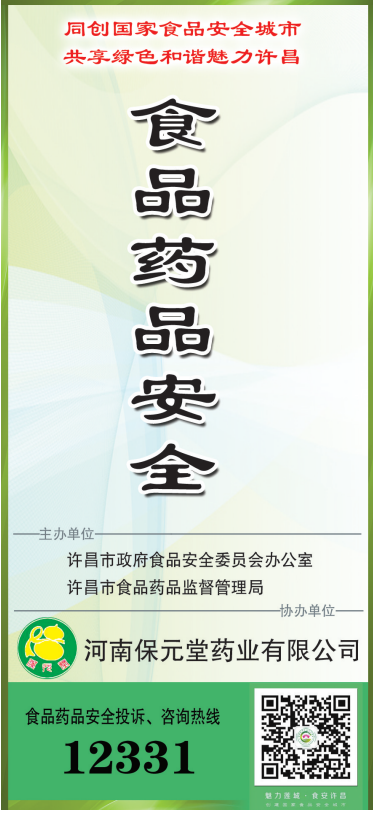 同创国家食品安全城市
共享绿色和谐魅力许昌
食品药品安全
主办单位
许昌市政府食品安全委员会办公室
许昌市食品药品监督管理局
协办单位
保元堂
河南保元堂药业有限公司
食品药品安全投诉、咨询热线
12331
魅力莲城·食安许昌